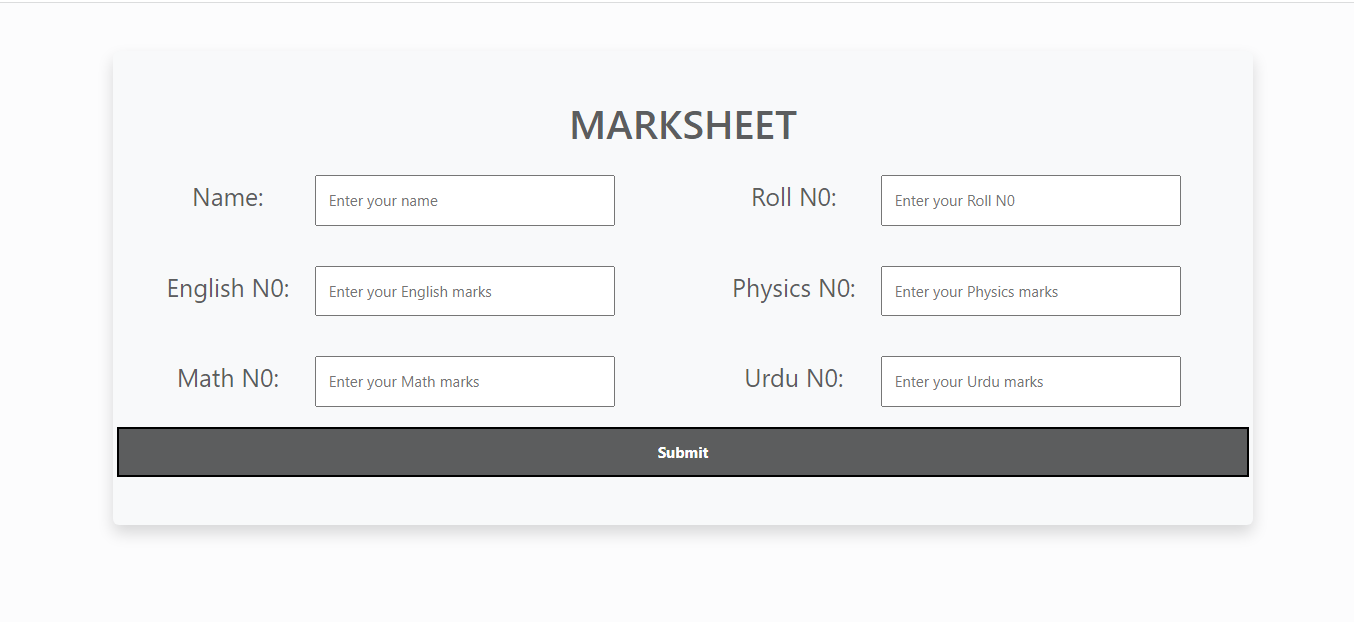 MARKSHEET
Name: Enter your name Roll N0: Enter your Roll N0
English N0: Enter your English marks Physics N0: Enter your Physics marks
Math N0: Enter your Math marks Urdu N0: Enter your Urdu marks
Submit